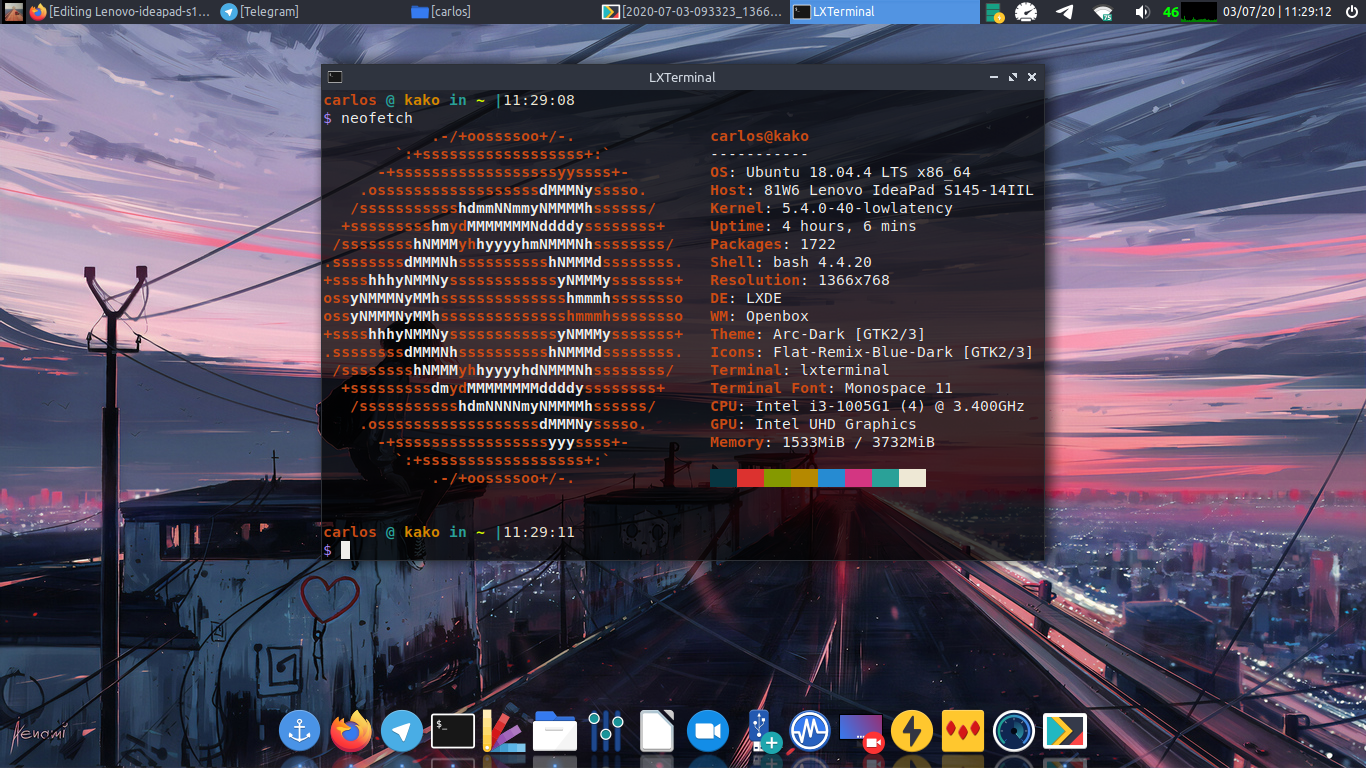 [Editing Lenovo-ideapad-s1... [Telegram] [carlos] [2020-07-03-093323_1366... LXTerminal 75 46 03/07/20 | 11:29:12
LXTerminal
carlos @ kako in ~ |11:29:08
$ neofetch
.-/+oossssoo+/-. carlos@kako
`:+ssssssssssssssssss+:` -----------
-+ssssssssssssssssssyyssss+- OS: Ubuntu 18.04.4 LTS x86_64
.ossssssssssssssssssdMMMNysssso. Host: 81W6 Lenovo IdeaPad S145-14IIL
/ssssssssssshdmmNNmmyNMMMMhssssss/ Kernel: 5.4.0-40-lowlatency
+ssssssssshmydMMMMMMMNddddyssssssss+ Uptime: 4 hours, 6 mins
/sssssssshNMMMyhhyyyyhmNMMMNhssssssss/ Packages: 1722
.ssssssssdMMMNhsssssssssshNMMMdssssssss. Shell: bash 4.4.20
+sssshhhyNMMNyssssssssssssyNMMMysssssss+ Resolution: 1366x768
ossyNMMMNyMMhsssssssssssssshmmmhssssssso DE: LXDE
ossyNMMMNyMMhsssssssssssssshmmmhssssssso WM: Openbox
+sssshhhyNMMNyssssssssssssyNMMMysssssss+ Theme: Arc-Dark [GTK2/3]
.ssssssssdMMMNhsssssssssshNMMMdssssssss. Icons: Flat-Remix-Blue-Dark [GTK2/3]
/sssssssshNMMMyhhyyyyhdNMMMNhssssssss/ Terminal: lxterminal
+sssssssssdmydMMMMMMMMddddyssssssss+ Terminal Font: Monospace 11
/ssssssssssshdmNNNNmyNMMMMhssssss/ CPU: Intel i3-1005G1 (4) @ 3.400GHz
.ossssssssssssssssssdMMMNysssso. GPU: Intel UHD Graphics
-+sssssssssssssssssyyyssss+- Memory: 1533MiB / 3732MiB
`:+ssssssssssssssssss+:`
.-/+oossssoo+/-.
carlos @ kako in ~ |11:29:11
$
$_
Aenami